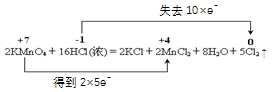 失去 10×e⁻
+7 -1 +4 0
2KMnO₄ + 16HCl(浓) = 2KCl + 2MnCl₂ + 8H₂O + 5Cl₂↑
得到 2×5e⁻